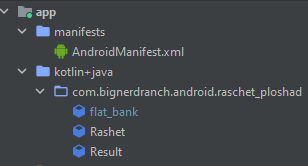 app
manifests
AndroidManifest.xml
kotlin+java
com.bignerdranch.android.raschet_ploshad
flat_bank
Rashet
Result